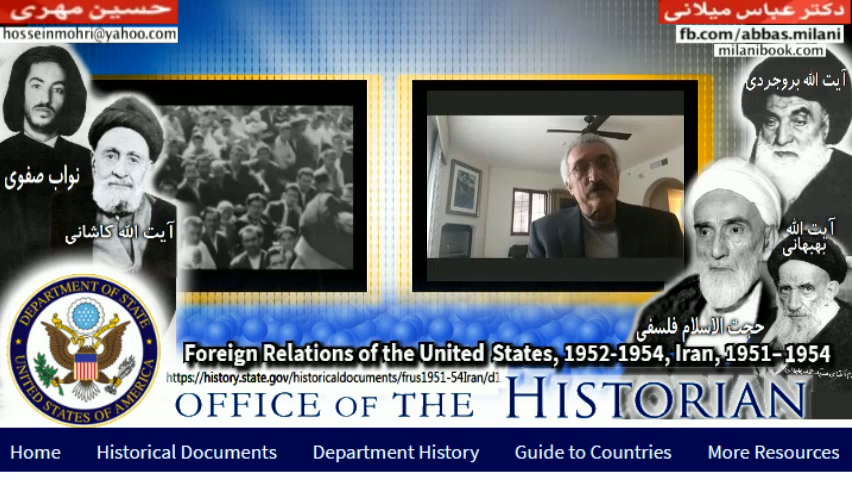 حسین مهری
hosseinmohri@yahoo.com
دکتر عباس میلانی
fb.com/abbas.milani
milanibook.com
آیت الله بروجردی
نواب صفوی
آیت الله کاشانی
آیت الله
بهبهانی
حجت الاسلام فلسفی
DEPARTMENT OF STATE
UNITED STATES OF AMERICA
Foreign Relations of the United States, 1952-1954, Iran, 1951–1954
https://history.state.gov/historicaldocuments/frus1951-54Iran/d1
OFFICE OF THE HISTORIAN
Home Historical Documents Department History Guide to Countries More Resources